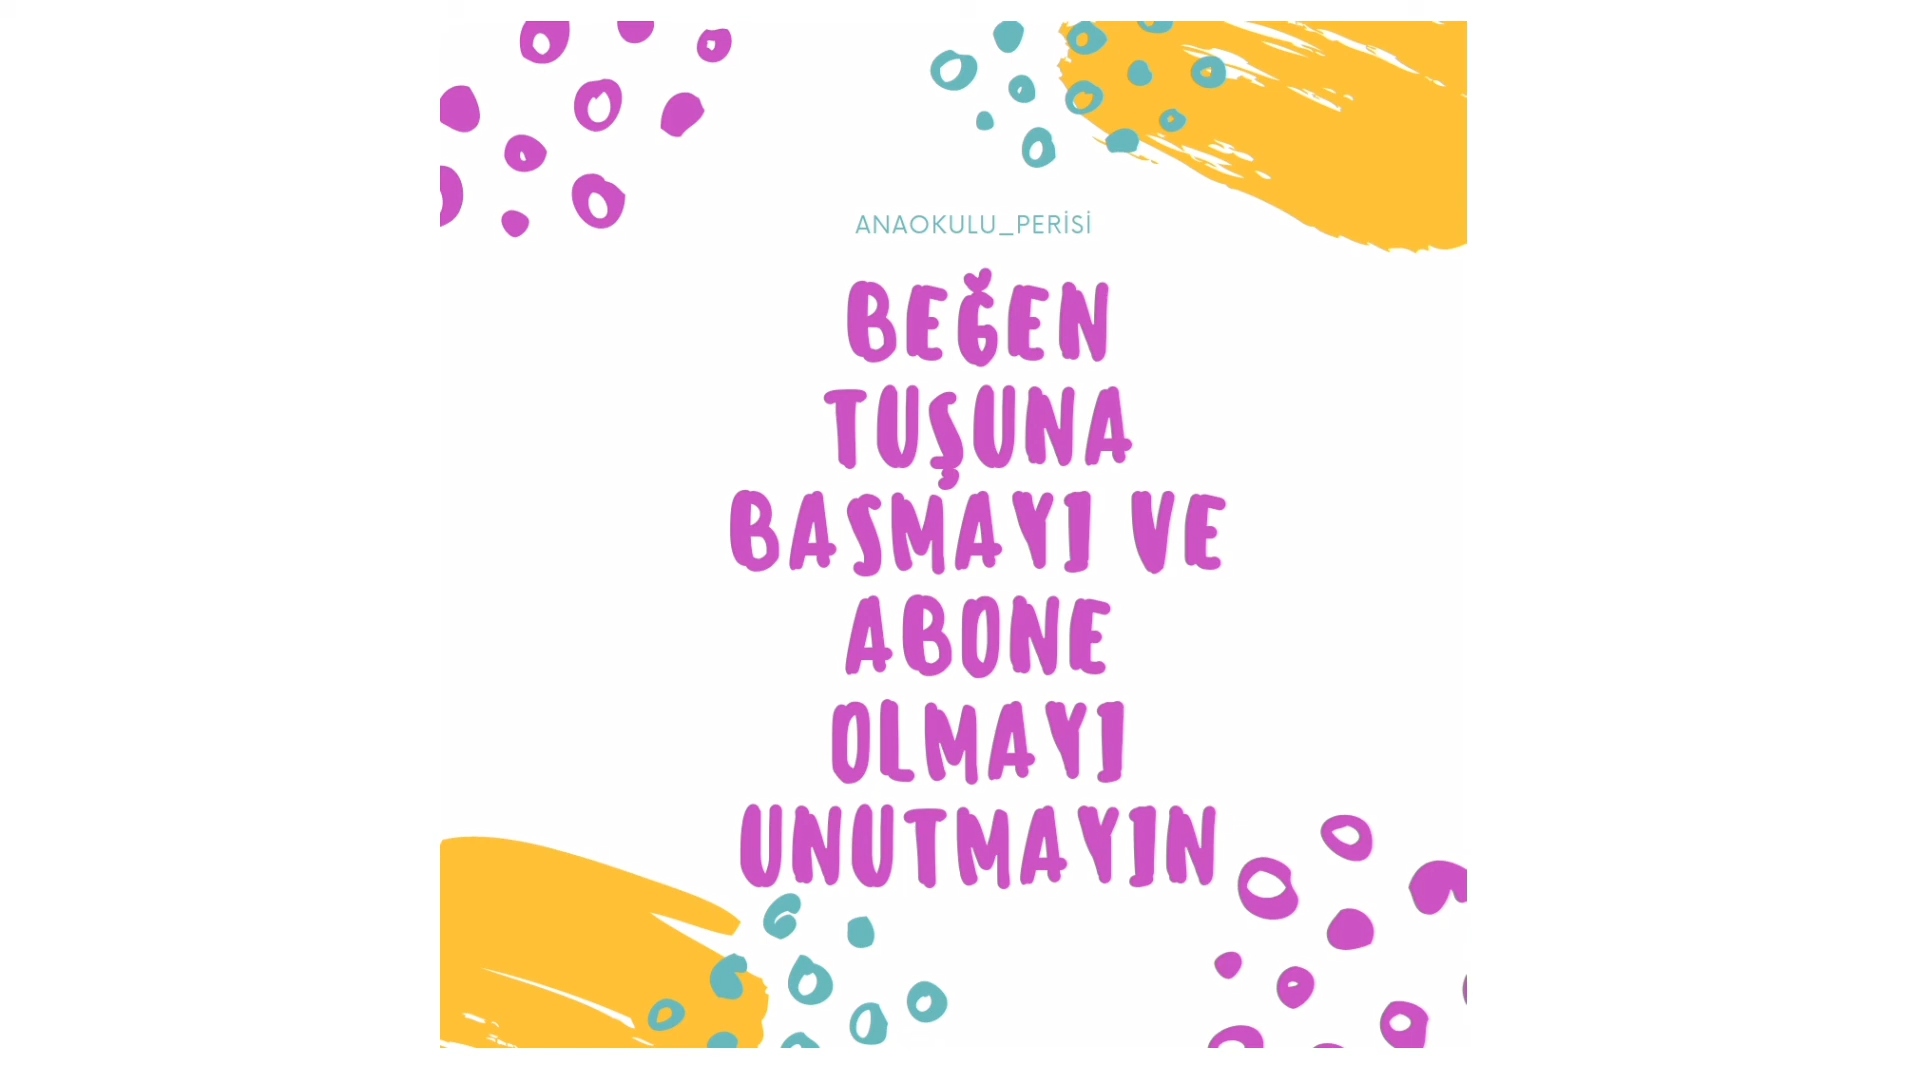 ANAOKULU_PERİSİ
BEĞEN
TUŞUNA
BASMAYI VE
ABONE
OLMAYI
UNUTMAYIN